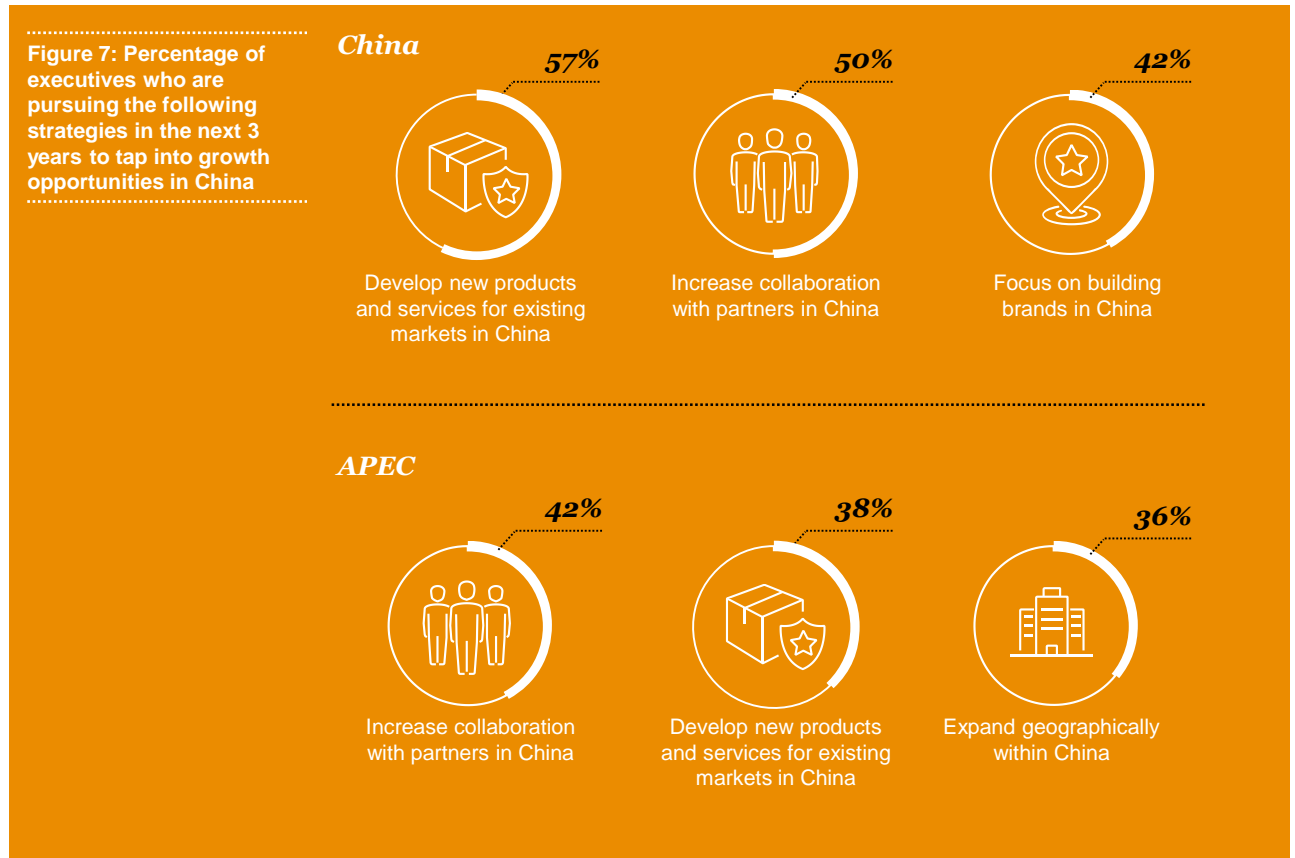 Figure 7: Percentage of
executives who are
pursuing the following
strategies in the next 3
years to tap into growth
opportunities in China
China
57%
50%
42%
Develop new products
and services for existing
markets in China
Increase collaboration
with partners in China
Focus on building
brands in China
APEC
42%
38%
36%
Increase collaboration
with partners in China
Develop new products
and services for existing
markets in China
Expand geographically
within China